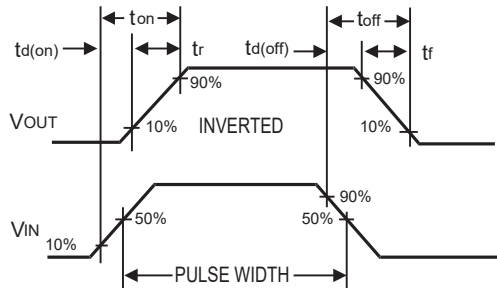 ton toff
td(on) tr td(off) tf
90% 90%
VOUT 10% INVERTED 10%
90%
50% 50%
VIN
10%
PULSE WIDTH